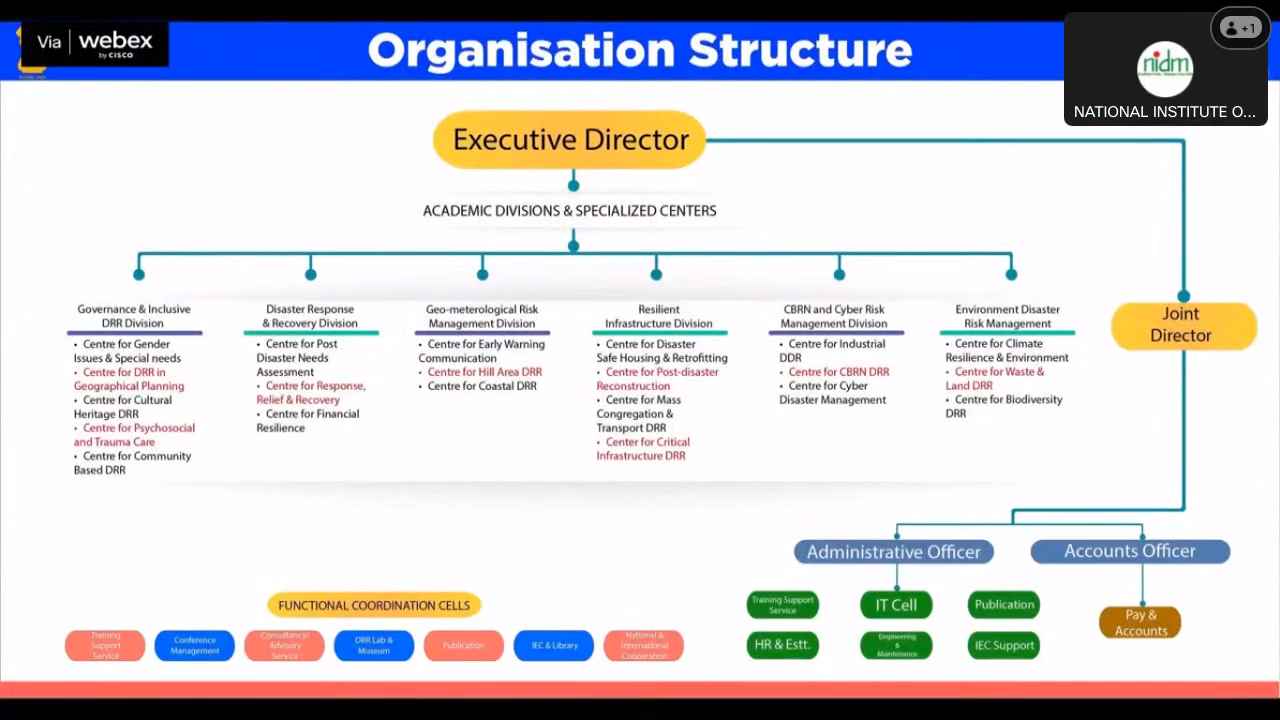 Via webex
by CISCO
Organisation Structure
+1
nidm
NATIONAL INSTITUTE O...
Executive Director
ACADEMIC DIVISIONS & SPECIALIZED CENTERS
Governance & Inclusive
DRR Division
• Centre for Gender
Issues & Special needs
• Centre for DRR in
Geographical Planning
• Centre for Cultural
Heritage DRR
• Centre for Psychosocial
and Trauma Care
• Centre for Community
Based DRR
Disaster Response
& Recovery Division
• Centre for Post
Disaster Needs
Assessment
• Centre for Response,
Relief & Recovery
• Centre for Financial
Resilience
Geo-meterological Risk
Management Division
• Centre for Early Warning
Communication
• Centre for Hill Area DRR
• Centre for Coastal DRR
Resilient
Infrastructure Division
• Centre for Disaster
Safe Housing & Retrofitting
• Centre for Post-disaster
Reconstruction
• Centre for Mass
Congregation &
Transport DRR
• Center for Critical
Infrastructure DRR
CBRN and Cyber Risk
Management Division
• Centre for Industrial
DDR
• Centre for CBRN DRR
• Centre for Cyber
Disaster Management
Environment Disaster
Risk Management
• Centre for Climate
Resilience & Environment
• Centre for Waste &
Land DRR
• Centre for Biodiversity
DRR
Joint
Director
Administrative Officer
Accounts Officer
Training Support
Service
IT Cell
Publication
HR & Estt.
Engineering
&
Maintenance
IEC Support
Pay &
Accounts
FUNCTIONAL COORDINATION CELLS
Training
Support
Service
Conference
Management
Consultancy/
Advisory
Service
DRR Lab &
Museum
Publication
IEC & Library
National &
International
Cooperation